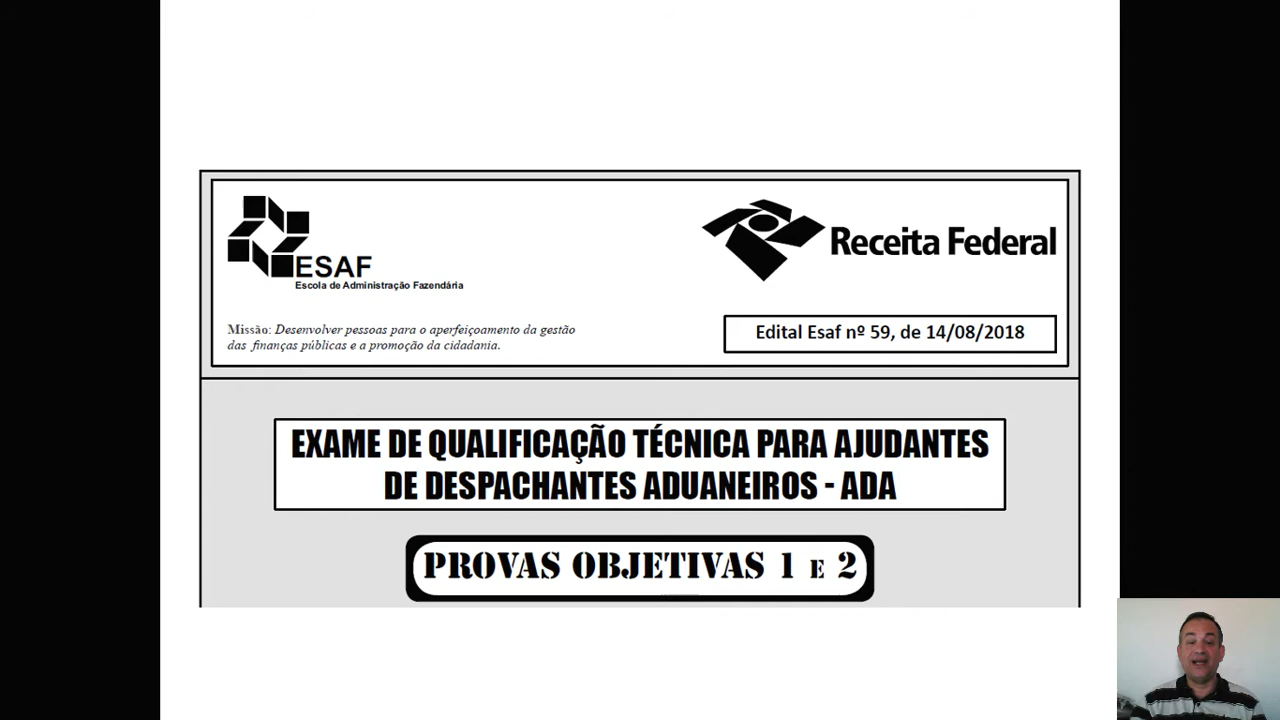 ESAF
Escola de Administração Fazendária
Receita Federal
Missão: Desenvolver pessoas para o aperfeiçoamento da gestão
das finanças públicas e a promoção da cidadania.
Edital Esaf nº 59, de 14/08/2018
EXAME DE QUALIFICAÇÃO TÉCNICA PARA AJUDANTES
DE DESPACHANTES ADUANEIROS - ADA
PROVAS OBJETIVAS 1 E 2